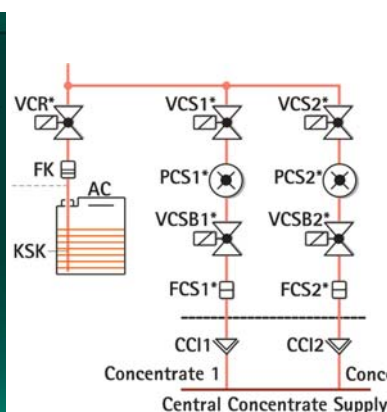 VCR* VCS1* VCS2*
FK
AC PCS1* PCS2*
VCSB1* VCSB2*
KSK
FCS1* FCS2*
CCI1 CCI2
Concentrate 1 Conc
Central Concentrate Supply